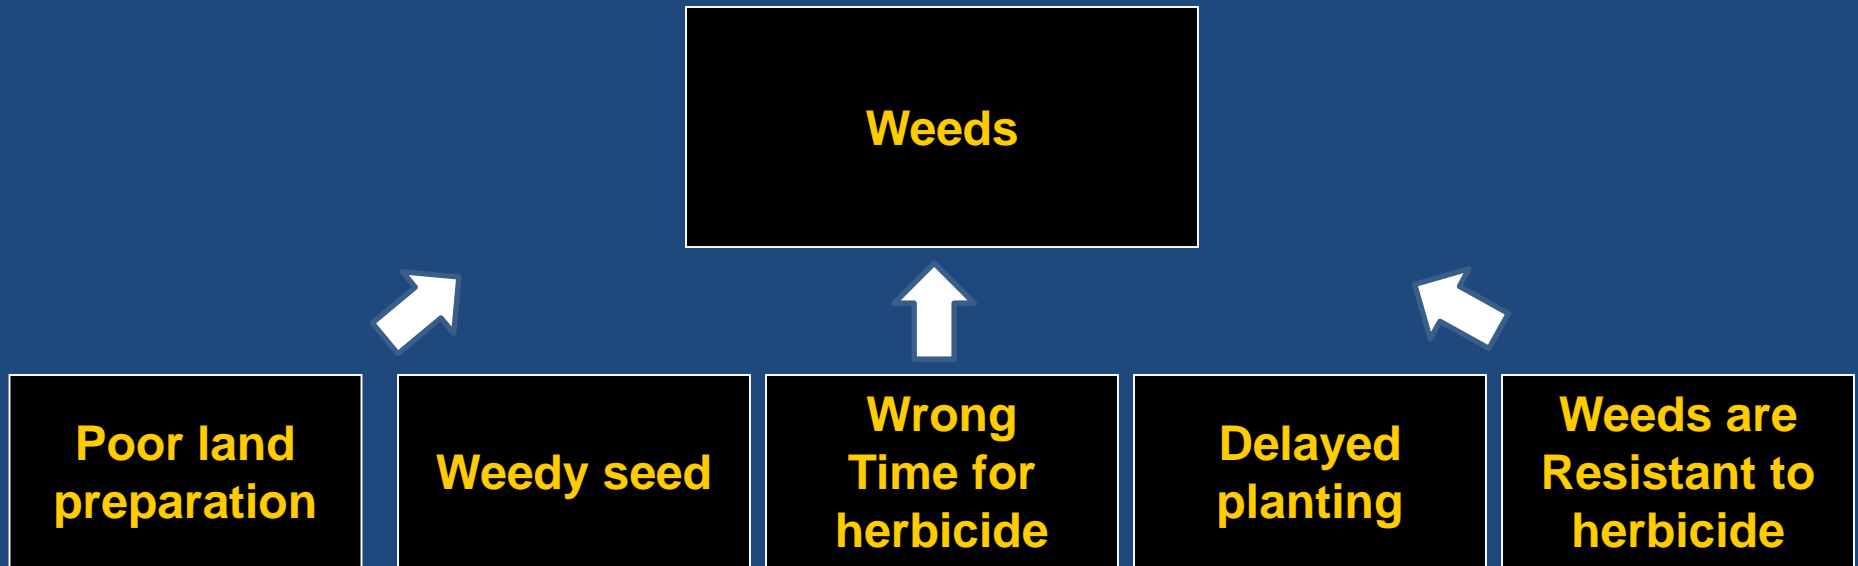 Weeds
Poor land
preparation
Weedy seed
Wrong
Time for
herbicide
Delayed
planting
Weeds are
Resistant to
herbicide